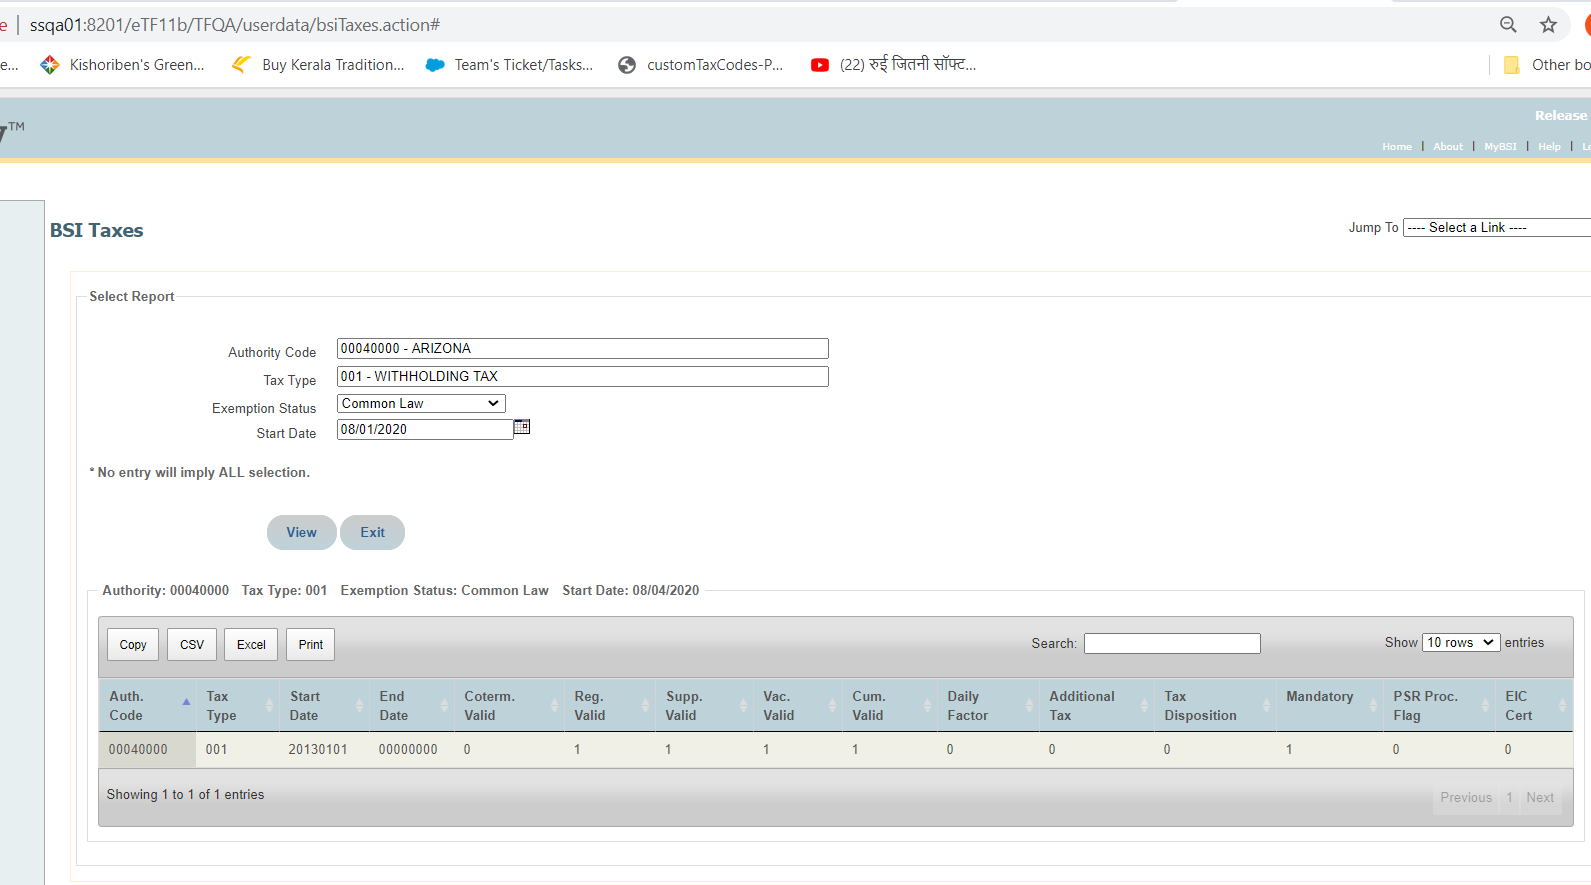 e ssqa01:8201/eTF11b/TFQA/userdata/bsiTaxes.action#
e... Kishoriben's Green... Buy Kerala Tradition... Team's Ticket/Tasks... customTaxCodes-P... (22) रुई जितनी सॉफ्ट... Other bo
y™
Release
Home | About | MyBSI | Help | Lo
BSI Taxes
Jump To ---- Select a Link ----
Select Report
Authority Code 00040000 - ARIZONA
Tax Type 001 - WITHHOLDING TAX
Exemption Status Common Law
Start Date 08/01/2020
* No entry will imply ALL selection.
View Exit
Authority: 00040000 Tax Type: 001 Exemption Status: Common Law Start Date: 08/04/2020
Copy CSV Excel Print Search: Show 10 rows entries
Auth. Code Tax Type Start Date End Date Coterm. Valid Reg. Valid Supp. Valid Vac. Valid Cum. Valid Daily Factor Additional Tax Tax Disposition Mandatory PSR Proc. Flag EIC Cert
00040000 001 20130101 00000000 0 1 1 1 1 0 0 0 1 0 0
Showing 1 to 1 of 1 entries
Previous 1 Next